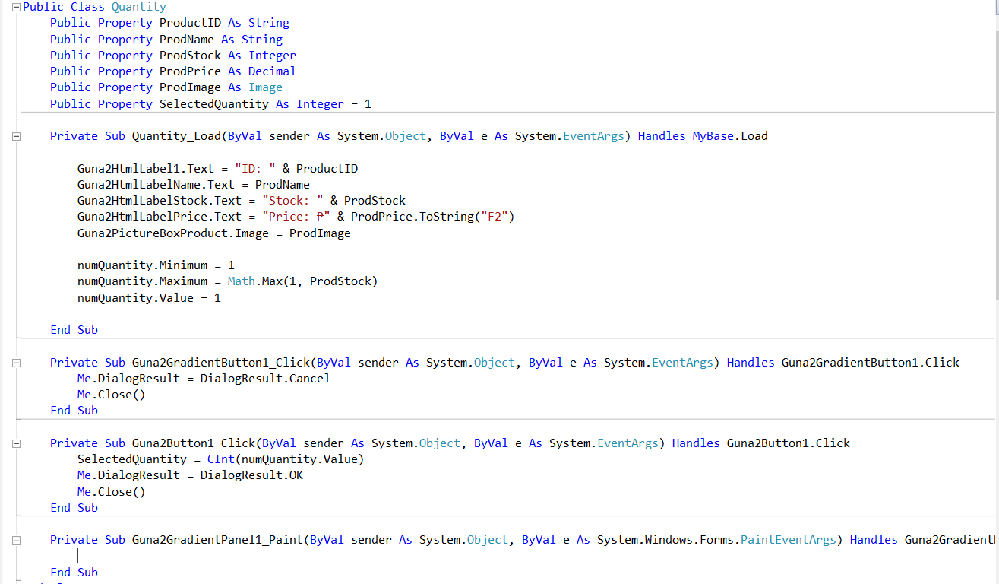 Public Class Quantity
Public Property ProductID As String
Public Property ProdName As String
Public Property ProdStock As Integer
Public Property ProdPrice As Decimal
Public Property ProdImage As Image
Public Property SelectedQuantity As Integer = 1
Private Sub Quantity_Load(ByVal sender As System.Object, ByVal e As System.EventArgs) Handles MyBase.Load
Guna2HtmlLabel1.Text = "ID: " & ProductID
Guna2HtmlLabelName.Text = ProdName
Guna2HtmlLabelStock.Text = "Stock: " & ProdStock
Guna2HtmlLabelPrice.Text = "Price: ₱" & ProdPrice.ToString("F2")
Guna2PictureBoxProduct.Image = ProdImage
numQuantity.Minimum = 1
numQuantity.Maximum = Math.Max(1, ProdStock)
numQuantity.Value = 1
End Sub
Private Sub Guna2GradientButton1_Click(ByVal sender As System.Object, ByVal e As System.EventArgs) Handles Guna2GradientButton1.Click
Me.DialogResult = DialogResult.Cancel
Me.Close()
End Sub
Private Sub Guna2Button1_Click(ByVal sender As System.Object, ByVal e As System.EventArgs) Handles Guna2Button1.Click
SelectedQuantity = CInt(numQuantity.Value)
Me.DialogResult = DialogResult.OK
Me.Close()
End Sub
Private Sub Guna2GradientPanel1_Paint(ByVal sender As System.Object, ByVal e As System.Windows.Forms.PaintEventArgs) Handles Guna2Gradient
End Sub